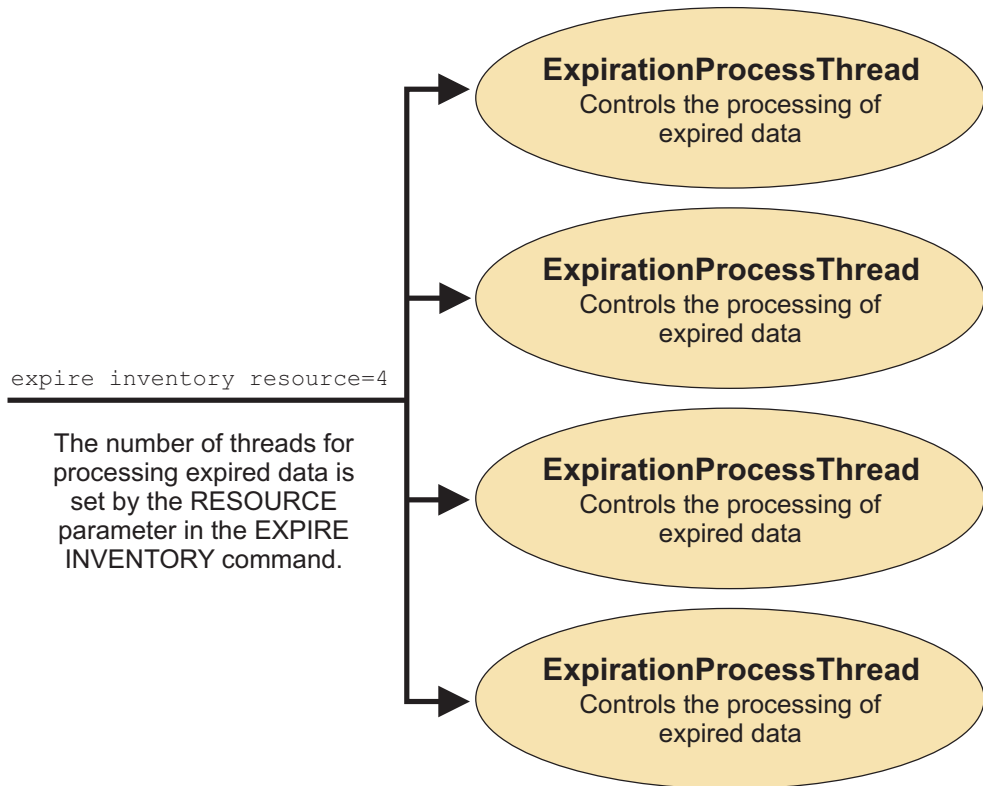 ExpirationProcessThread
Controls the processing of
expired data
ExpirationProcessThread
Controls the processing of
expired data
expire inventory resource=4
The number of threads for
processing expired data is
set by the RESOURCE
parameter in the EXPIRE
INVENTORY command.
ExpirationProcessThread
Controls the processing of
expired data
ExpirationProcessThread
Controls the processing of
expired data